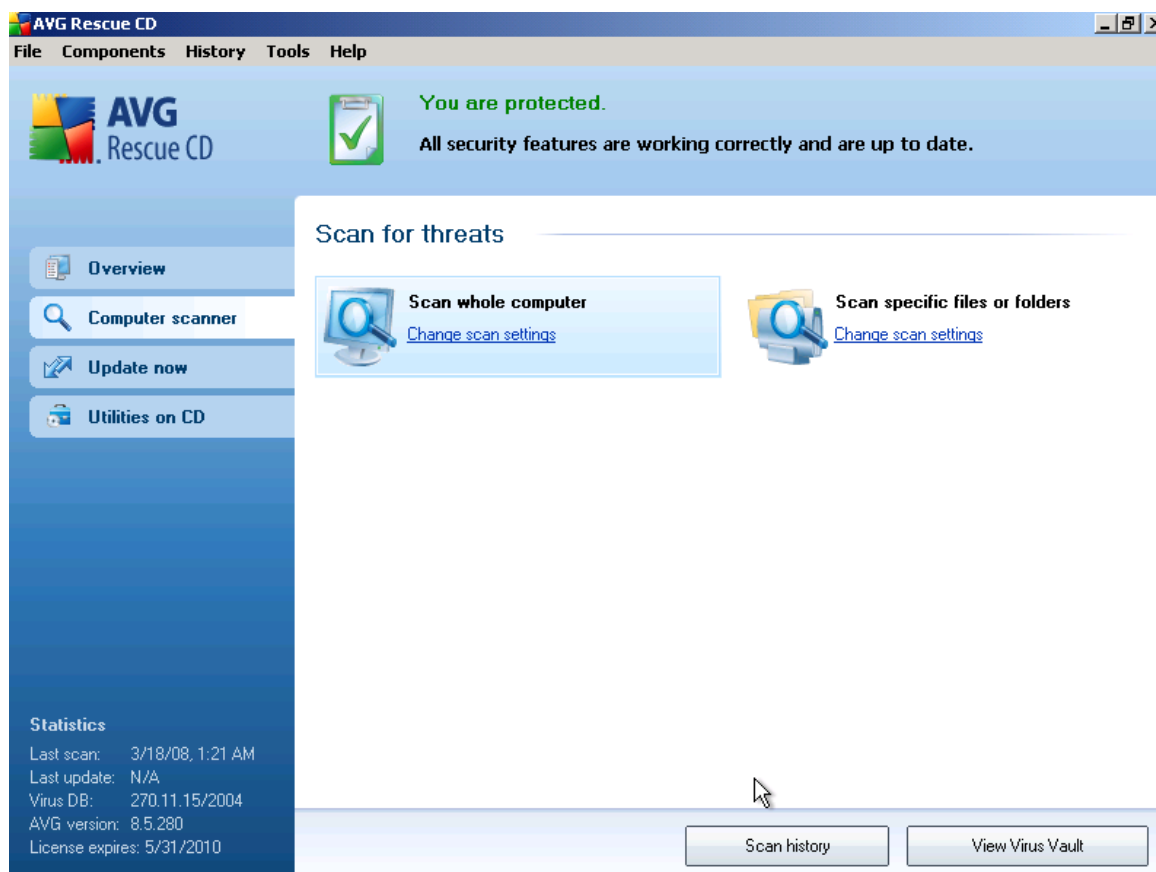 AVG Rescue CD
File Components History Tools Help
AVG
Rescue CD
You are protected.
All security features are working correctly and are up to date.
Scan for threats
Overview
Computer scanner
Update now
Utilities on CD
Scan whole computer
Change scan settings
Scan specific files or folders
Change scan settings
Statistics
Last scan: 3/18/08, 1:21 AM
Last update: N/A
Virus DB: 270.11.15/2004
AVG version: 8.5.280
License expires: 5/31/2010
Scan history
View Virus Vault